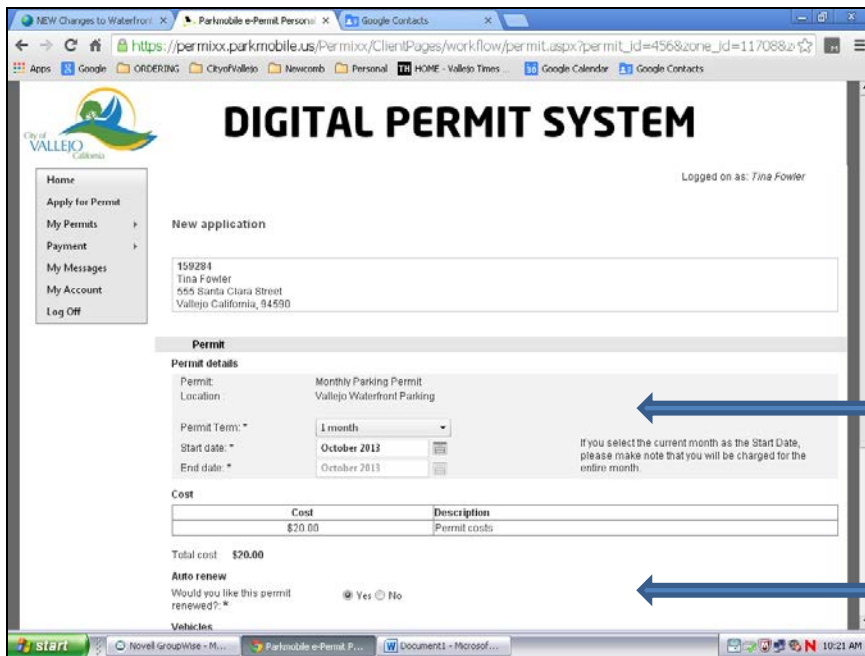 NEW Changes to Waterfront
Parkmobile e-Permit Personal
Google Contacts
https://permixx.parkmobile.us/Permixx/ClientPages/workflow/permit.aspx?permit_id=456&zone_id=117088&z
Apps Google ORDERING CityofVallejo Newcomb Personal TH HOME - Vallejo Times ... Google Calendar Google Contacts
City of
VALLEJO
California
DIGITAL PERMIT SYSTEM
Logged on as: Tina Fowler
Home
Apply for Permit
My Permits
Payment
My Messages
My Account
Log Off
New application
159284
Tina Fowler
555 Santa Clara Street
Vallejo California, 94590
Permit
Permit details
Permit: Monthly Parking Permit
Location : Vallejo Waterfront Parking
Permit Term: * 1 month
Start date: * October 2013
End date: * October 2013
If you select the current month as the Start Date,
please make note that you will be charged for the
entire month.
Cost
Cost Description
$20.00 Permit costs
Total cost $20.00
Auto renew
Would you like this permit
renewed?: * Yes No
Vehicles
start Novell GroupWise - M... Parkmobile e-Permit P... Document1 - Microsof... N 10:21 AM